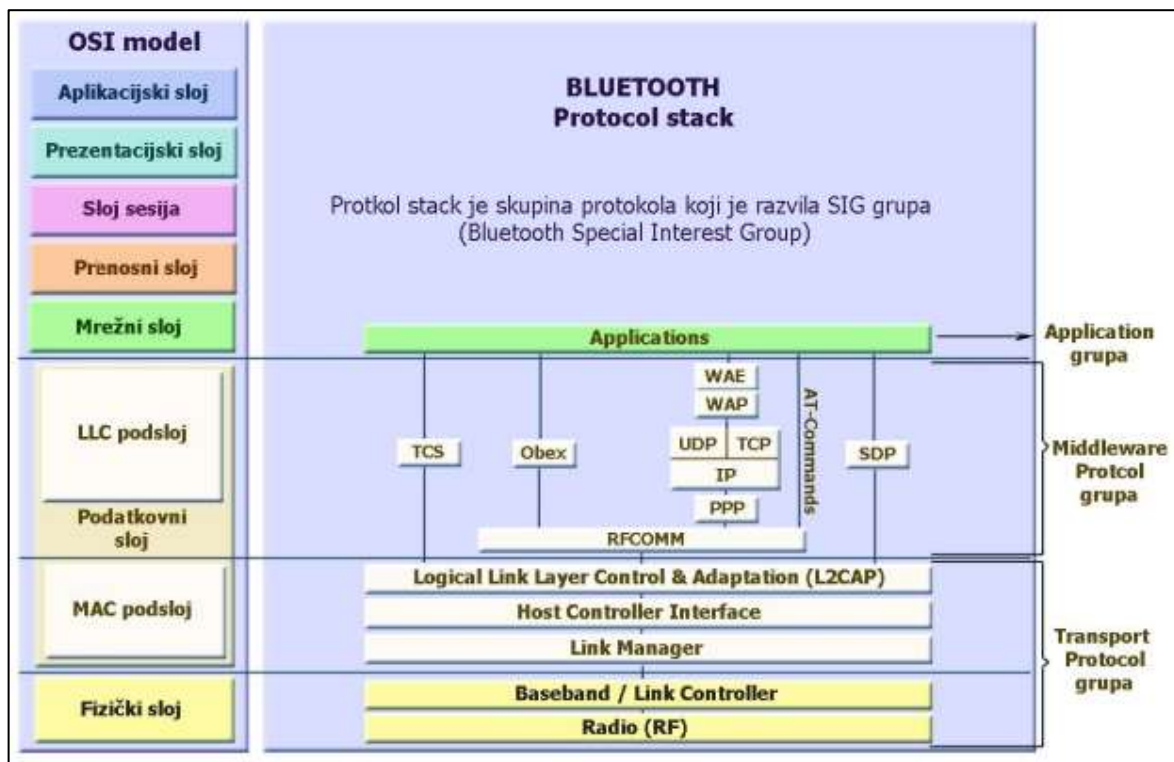 OSI model
Aplikacijski sloj
Prezentacijski sloj
Sloj sesija
Prenosni sloj
Mrežni sloj
LLC podsloj
Podatkovni
sloj
MAC podsloj
Fizički sloj
BLUETOOTH
Protocol stack
Protkol stack je skupina protokola koji je razvila SIG grupa
(Bluetooth Special Interest Group)
Applications
WAE
WAP
UDP TCP
TCS Obex SDP
IP
PPP
AT-Commands
RFCOMM
Logical Link Layer Control & Adaptation (L2CAP)
Host Controller Interface
Link Manager
Baseband / Link Controller
Radio (RF)
Application
grupa
Middleware
Protcol
grupa
Transport
Protocol
grupa